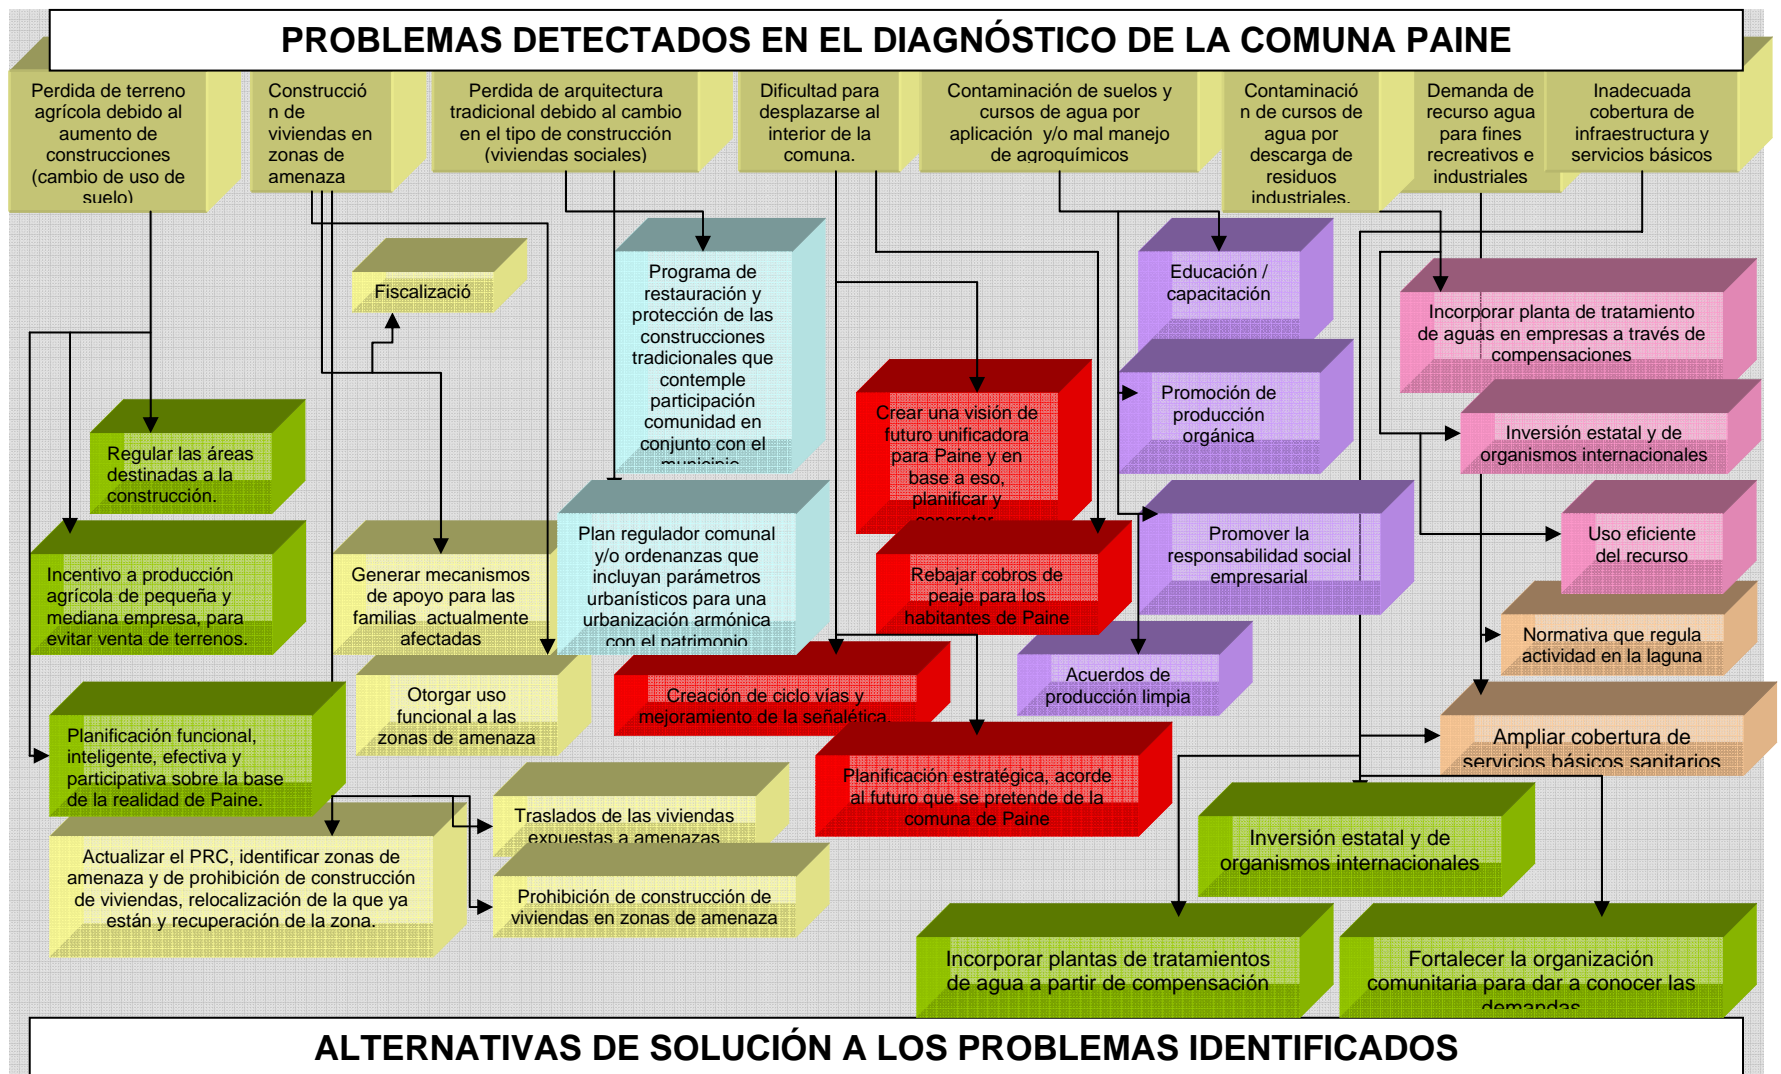 PROBLEMAS DETECTADOS EN EL DIAGNÓSTICO DE LA COMUNA PAINE
Perdida de terreno
agrícola debido al
aumento de
construcciones
(cambio de uso de
suelo)
Construcció
n de
viviendas en
zonas de
amenaza
Perdida de arquitectura
tradicional debido al cambio
en el tipo de construcción
(viviendas sociales)
Dificultad para
desplazarse al
interior de la
comuna.
Contaminación de suelos y
cursos de agua por
aplicación y/o mal manejo
de agroquímicos
Contaminació
n de cursos de
agua por
descarga de
residuos
industriales.
Demanda de
recurso agua
para fines
recreativos e
industriales
Inadecuada
cobertura de
infraestructura y
servicios básicos
Fiscalizació
Programa de
restauración y
protección de las
construcciones
tradicionales que
contemple
participación
comunidad en
conjunto con el
municipio
Educación /
capacitación
Incorporar planta de tratamiento
de aguas en empresas a través de
compensaciones
Promoción de
producción
orgánica
Crear una visión de
futuro unificadora
para Paine y en
base a eso,
planificar y
concretar
Inversión estatal y de
organismos internacionales
Regular las áreas
destinadas a la
construcción.
Incentivo a producción
agrícola de pequeña y
mediana empresa, para
evitar venta de terrenos.
Generar mecanismos
de apoyo para las
familias actualmente
afectadas
Plan regulador comunal
y/o ordenanzas que
incluyan parámetros
urbanísticos para una
urbanización armónica
con el patrimonio
Rebajar cobros de
peaje para los
habitantes de Paine
Promover la
responsabilidad social
empresarial
Uso eficiente
del recurso
Normativa que regula
actividad en la laguna
Acuerdos de
producción limpia
Otorgar uso
funcional a las
zonas de amenaza
Creación de ciclo vías y
mejoramiento de la señalética
Planificación funcional,
inteligente, efectiva y
participativa sobre la base
de la realidad de Paine.
Ampliar cobertura de
servicios básicos sanitarios
Planificación estratégica, acorde
al futuro que se pretende de la
comuna de Paine
Traslados de las viviendas
expuestas a amenazas
Inversión estatal y de
organismos internacionales
Actualizar el PRC, identificar zonas de
amenaza y de prohibición de construcción
de viviendas, relocalización de la que ya
están y recuperación de la zona.
Prohibición de construcción de
viviendas en zonas de amenaza
Incorporar plantas de tratamientos
de agua a partir de compensación
Fortalecer la organización
comunitaria para dar a conocer las
demandas
ALTERNATIVAS DE SOLUCIÓN A LOS PROBLEMAS IDENTIFICADOS